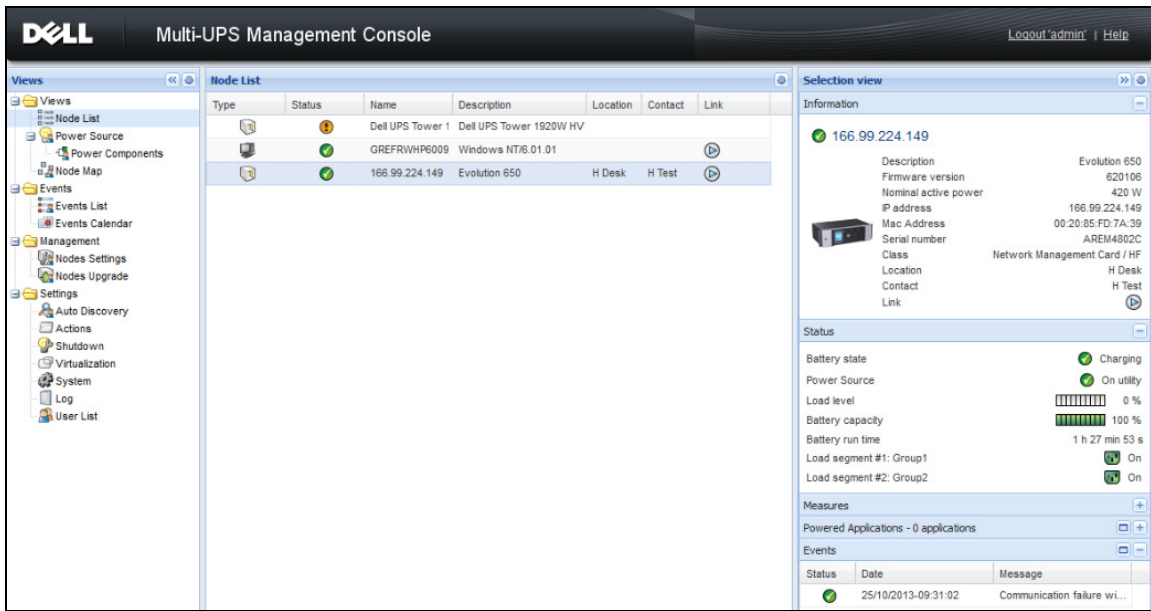 DELL Multi-UPS Management Console Logout 'admin' | Help
Views
Views
Node List
Power Source
Power Components
Node Map
Events
Events List
Events Calendar
Management
Nodes Settings
Nodes Upgrade
Settings
Auto Discovery
Actions
Shutdown
Virtualization
System
Log
User List
Node List
Type Status Name Description Location Contact Link
Dell UPS Tower 1 Dell UPS Tower 1920W HV
GREFRWHP6009 Windows NT/6.01.01
166.99.224.149 Evolution 650 H Desk H Test
Selection view
Information
166.99.224.149
Description Evolution 650
Firmware version 620106
Nominal active power 420 W
IP address 166.99.224.149
Mac Address 00:20:85:FD:7A:39
Serial number AREM4802C
Class Network Management Card / HF
Location H Desk
Contact H Test
Link
Status
Battery state Charging
Power Source On utility
Load level 0 %
Battery capacity 100 %
Battery run time 1 h 27 min 53 s
Load segment #1: Group1 On
Load segment #2: Group2 On
Measures
Powered Applications - 0 applications
Events
Status Date Message
25/10/2013-09:31:02 Communication failure wi...